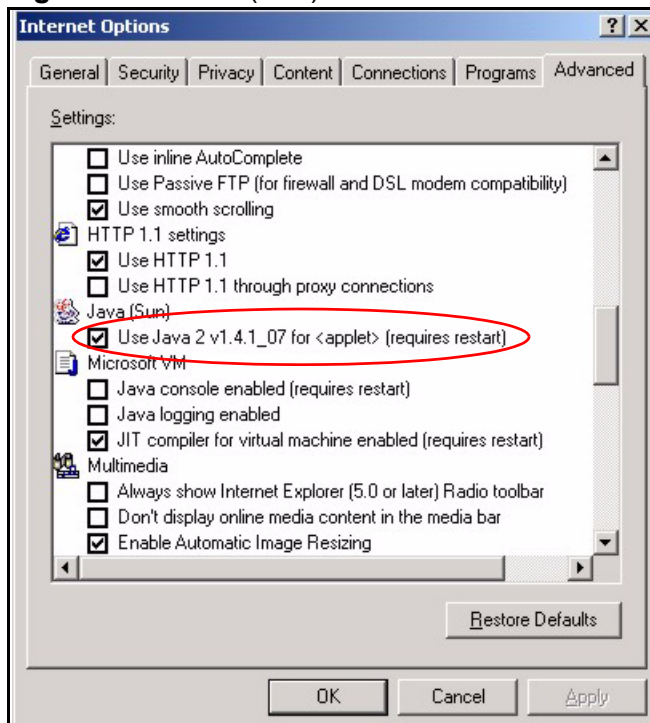 Internet Options
General Security Privacy Content Connections Programs Advanced
Settings:
Use inline AutoComplete
Use Passive FTP (for firewall and DSL modem compatibility)
Use smooth scrolling
HTTP 1.1 settings
Use HTTP 1.1
Use HTTP 1.1 through proxy connections
Java (Sun)
Use Java 2 v1.4.1_07 for <applet> (requires restart)
Microsoft VM
Java console enabled (requires restart)
Java logging enabled
JIT compiler for virtual machine enabled (requires restart)
Multimedia
Always show Internet Explorer (5.0 or later) Radio toolbar
Don't display online media content in the media bar
Enable Automatic Image Resizing
Restore Defaults
OK Cancel Apply